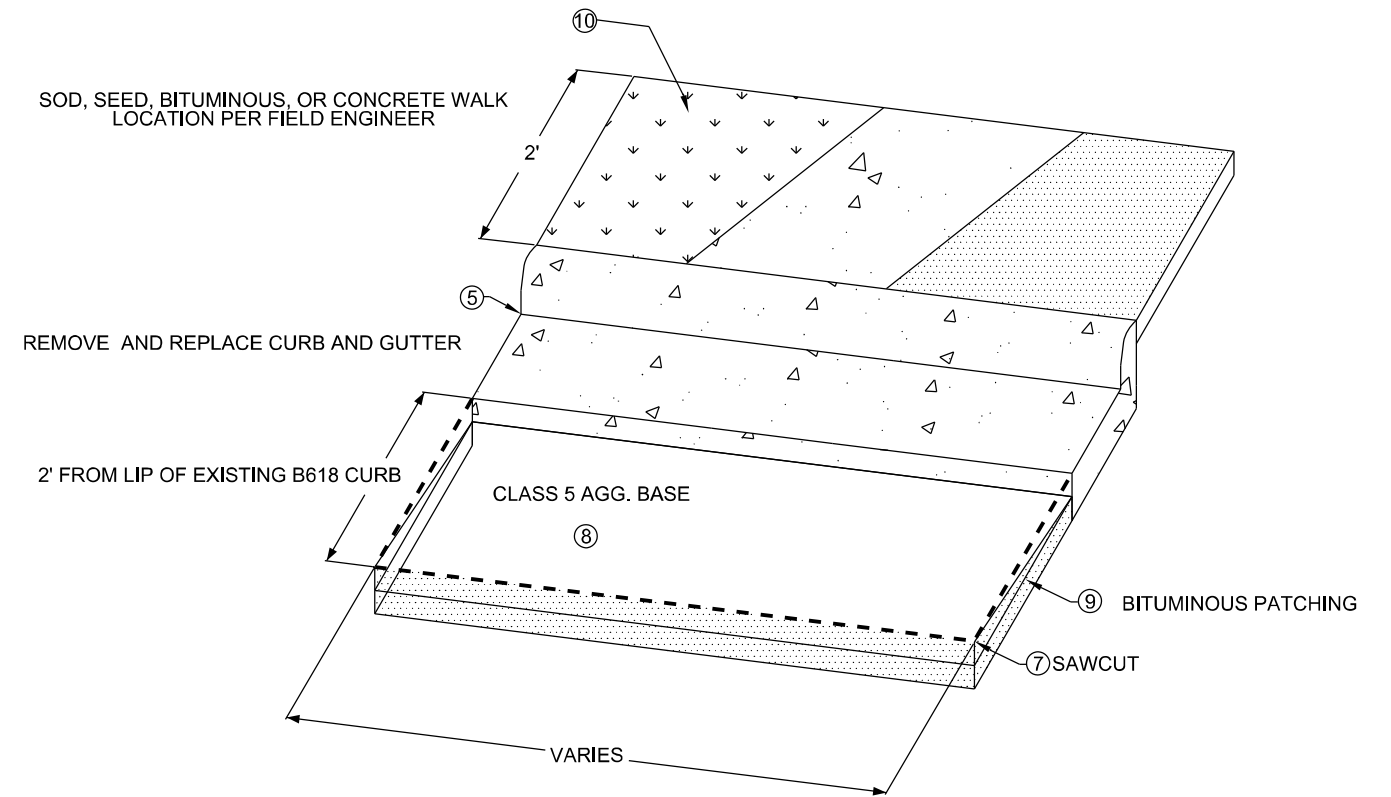 ⑩
SOD, SEED, BITUMINOUS, OR CONCRETE WALK
LOCATION PER FIELD ENGINEER
2'
⑤
REMOVE AND REPLACE CURB AND GUTTER
2' FROM LIP OF EXISTING B618 CURB
CLASS 5 AGG. BASE
⑧
⑨ BITUMINOUS PATCHING
⑦ SAWCUT
VARIES